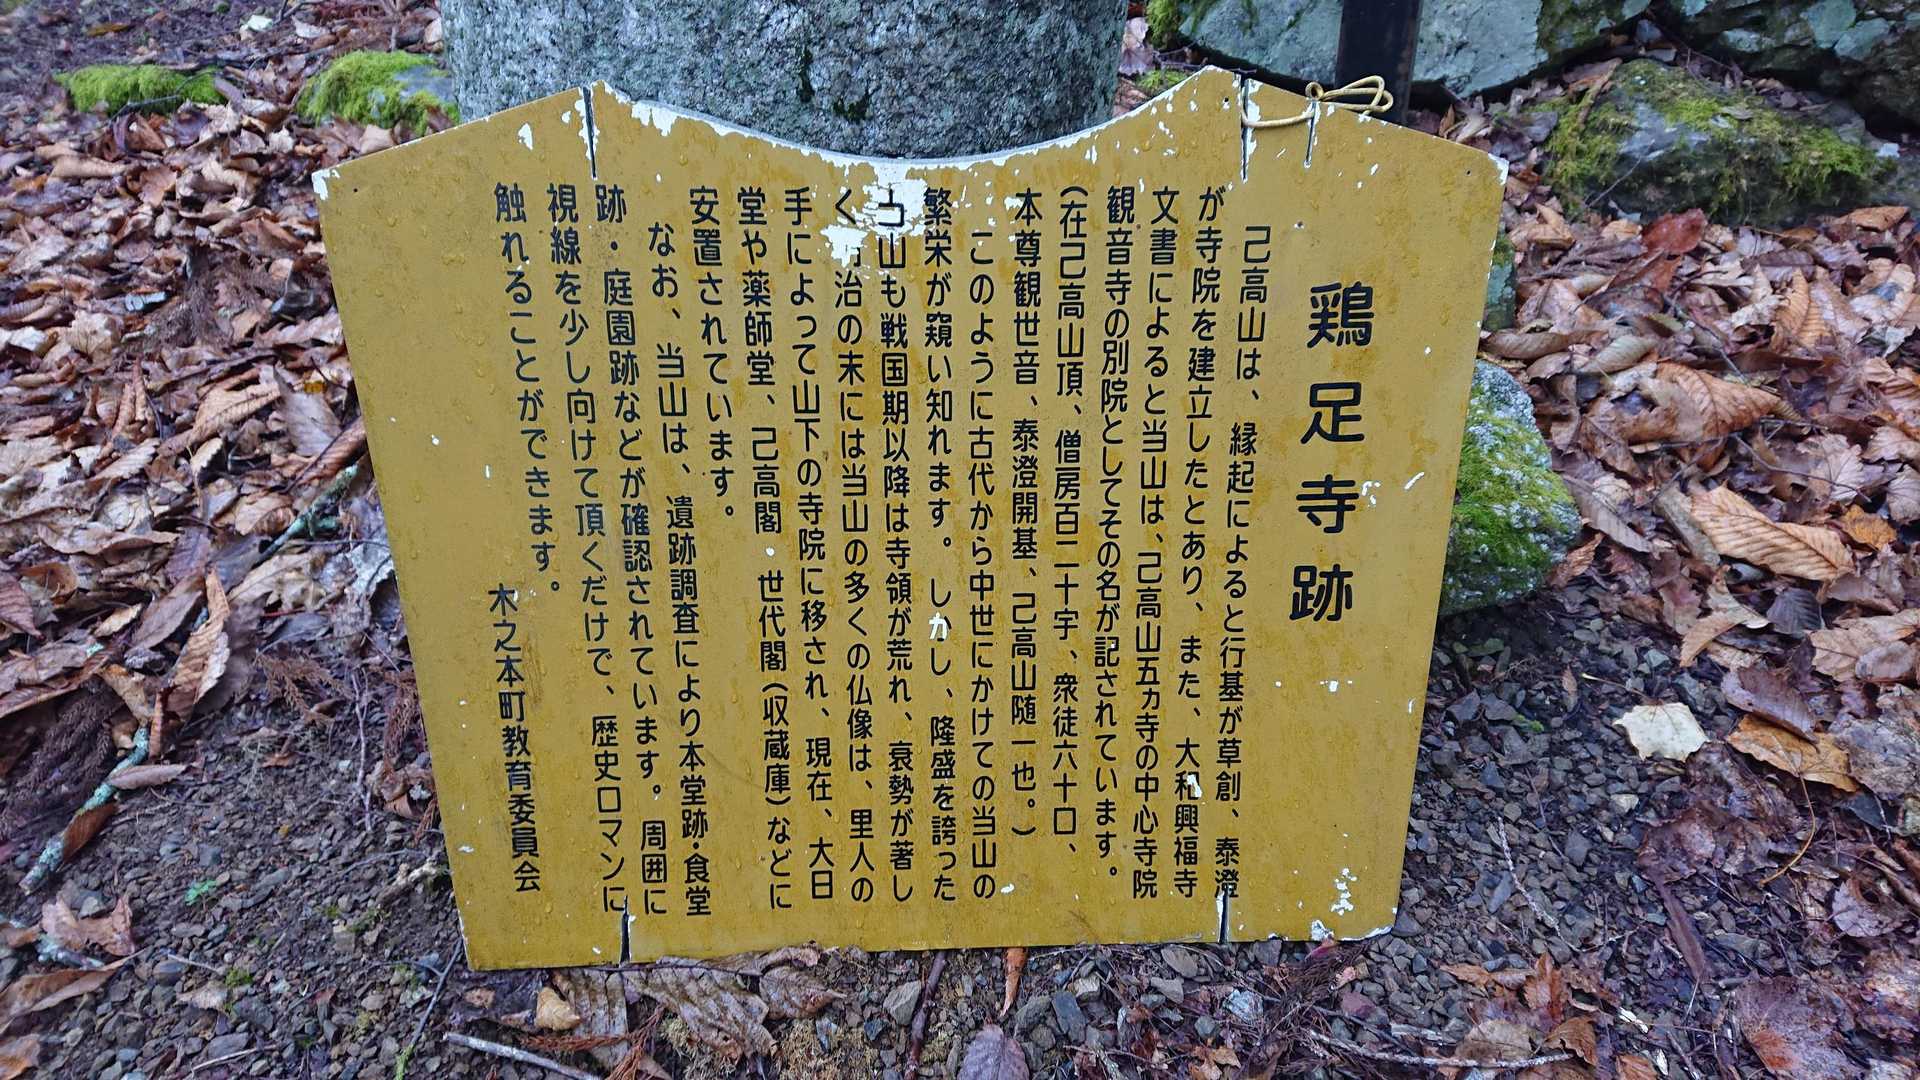 鶏足寺跡
己高山は、縁起によると行基が草創、泰澄
が寺院を建立したとあり、また、大和興福寺
文書によると当山は、己高山五ヵ寺の中心寺院
観音寺の別院としてその名が記されています。
(在己高山頂、僧房百二十宇、衆徒六十口、
本尊観世音、泰澄開基、己高山随一也。)
このように古代から中世にかけての当山の
繁栄が窺い知れます。しかし、隆盛を誇った
当山も戦国期以降は寺領が荒れ、衰勢が著し
く明治の末には当山の多くの仏像は、里人の
手によって山下の寺院に移され、現在、大日
堂や薬師堂、己高閣・世代閣(収蔵庫)などに
安置されています。
なお、当山は、遺跡調査により本堂跡・食堂
跡・庭園跡などが確認されています。周囲に
視線を少し向けて頂くだけで、歴史ロマンに
触れることができます。
木之本町教育委員会